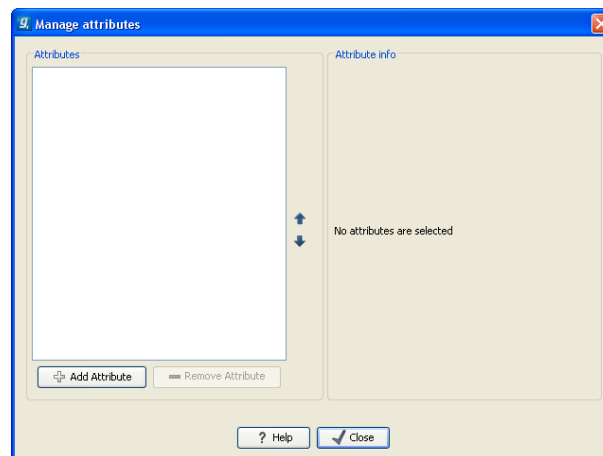 Manage attributes
Attributes
Attribute info
No attributes are selected
Add Attribute
Remove Attribute
? Help
Close